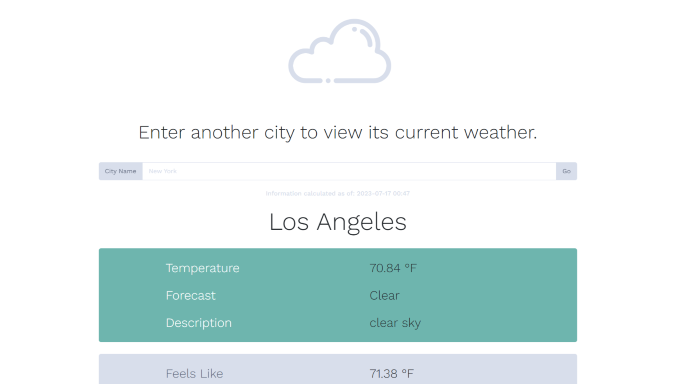 Enter another city to view its current weather.
City Name New York Go
Information calculated as of: 2023-07-17 00:47
Los Angeles
Temperature 70.84 °F
Forecast Clear
Description clear sky
Feels Like 71.38 °F